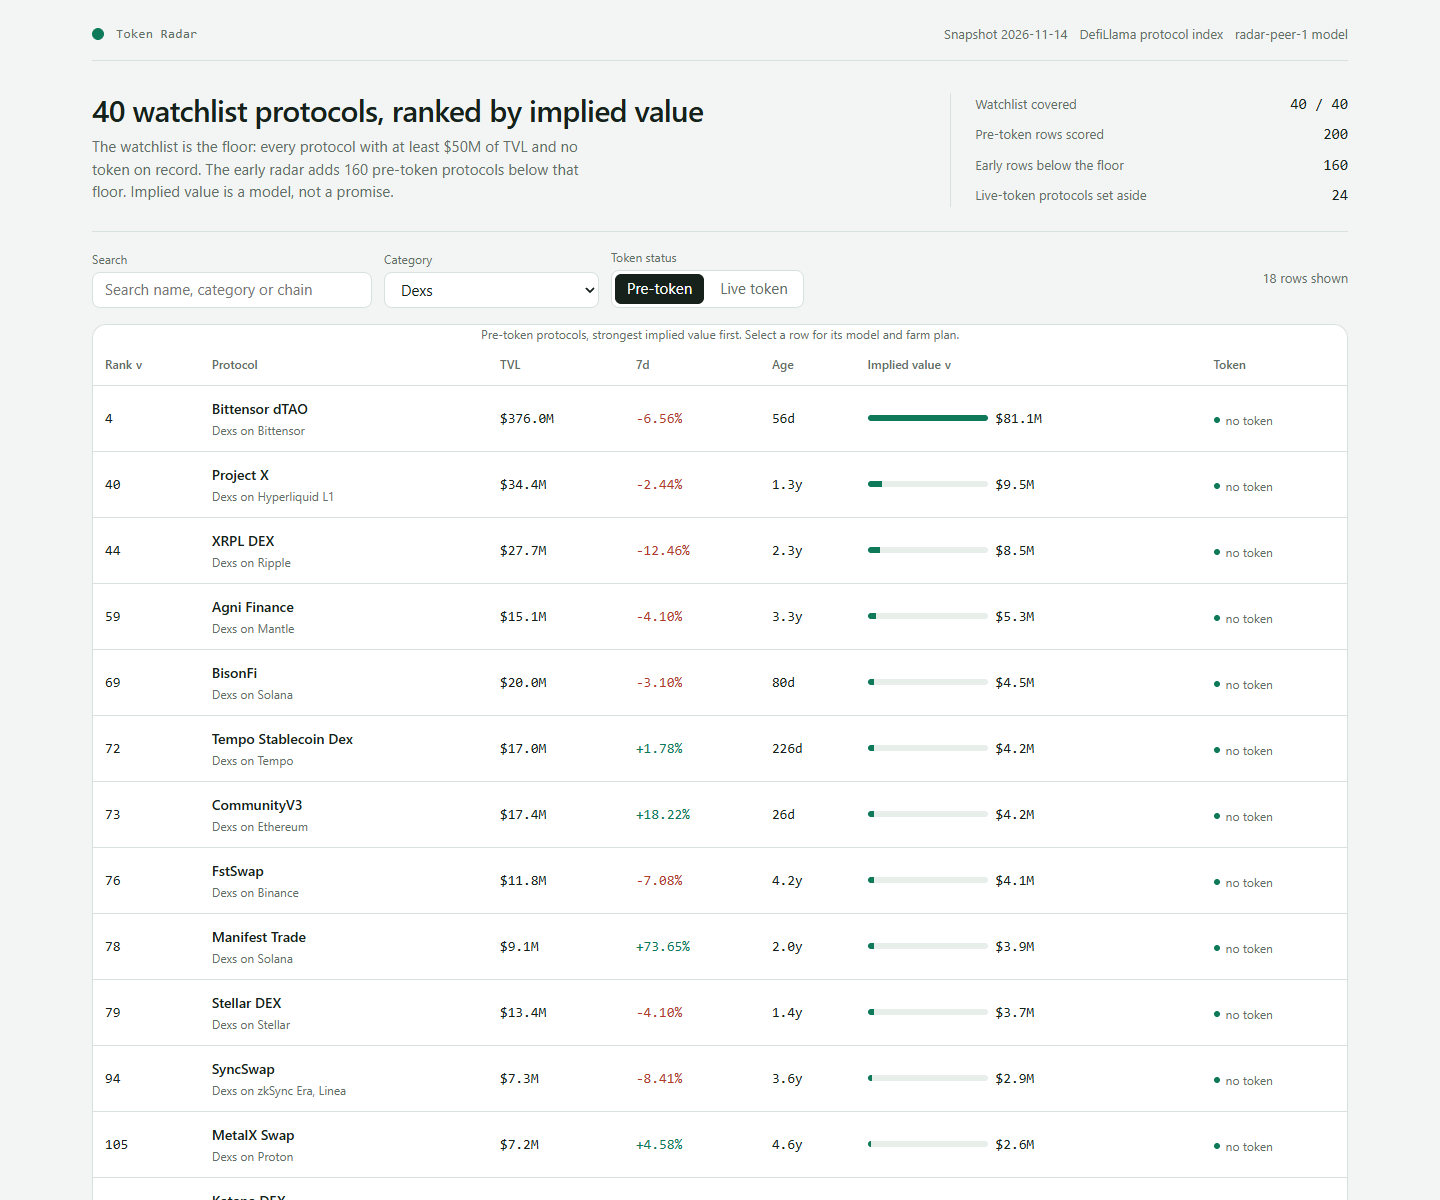 Token Radar
Snapshot 2026-11-14 DefiLlama protocol index radar-peer-1 model
40 watchlist protocols, ranked by implied value
The watchlist is the floor: every protocol with at least $50M of TVL and no
token on record. The early radar adds 160 pre-token protocols below that
floor. Implied value is a model, not a promise.
Watchlist covered 40 / 40
Pre-token rows scored 200
Early rows below the floor 160
Live-token protocols set aside 24
Search Category Token status
Search name, category or chain Dexs Pre-token Live token
18 rows shown
Pre-token protocols, strongest implied value first. Select a row for its model and farm plan.
Rank v Protocol TVL 7d Age Implied value v Token
4 Bittensor dTAO $376.0M -6.56% 56d $81.1M no token
Dexs on Bittensor
40 Project X $34.4M -2.44% 1.3y $9.5M no token
Dexs on Hyperliquid L1
44 XRPL DEX $27.7M -12.46% 2.3y $8.5M no token
Dexs on Ripple
59 Agni Finance $15.1M -4.10% 3.3y $5.3M no token
Dexs on Mantle
69 BisonFi $20.0M -3.10% 80d $4.5M no token
Dexs on Solana
72 Tempo Stablecoin Dex $17.0M +1.78% 226d $4.2M no token
Dexs on Tempo
73 CommunityV3 $17.4M +18.22% 26d $4.2M no token
Dexs on Ethereum
76 FstSwap $11.8M -7.08% 4.2y $4.1M no token
Dexs on Binance
78 Manifest Trade $9.1M +73.65% 2.0y $3.9M no token
Dexs on Solana
79 Stellar DEX $13.4M -4.10% 1.4y $3.7M no token
Dexs on Stellar
94 SyncSwap $7.3M -8.41% 3.6y $2.9M no token
Dexs on zkSync Era, Linea
105 MetalX Swap $7.2M +4.58% 4.6y $2.6M no token
Dexs on Proton